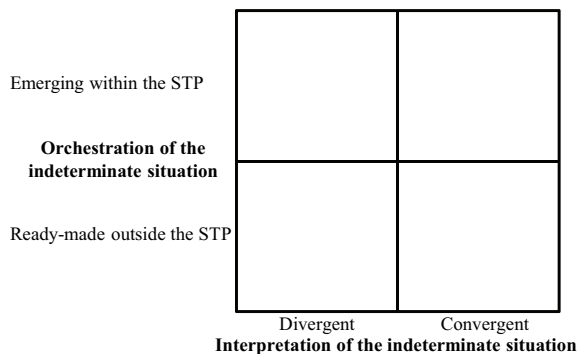 Emerging within the STP
Orchestration of the
indeterminate situation
Ready-made outside the STP
Divergent
Convergent
Interpretation of the indeterminate situation